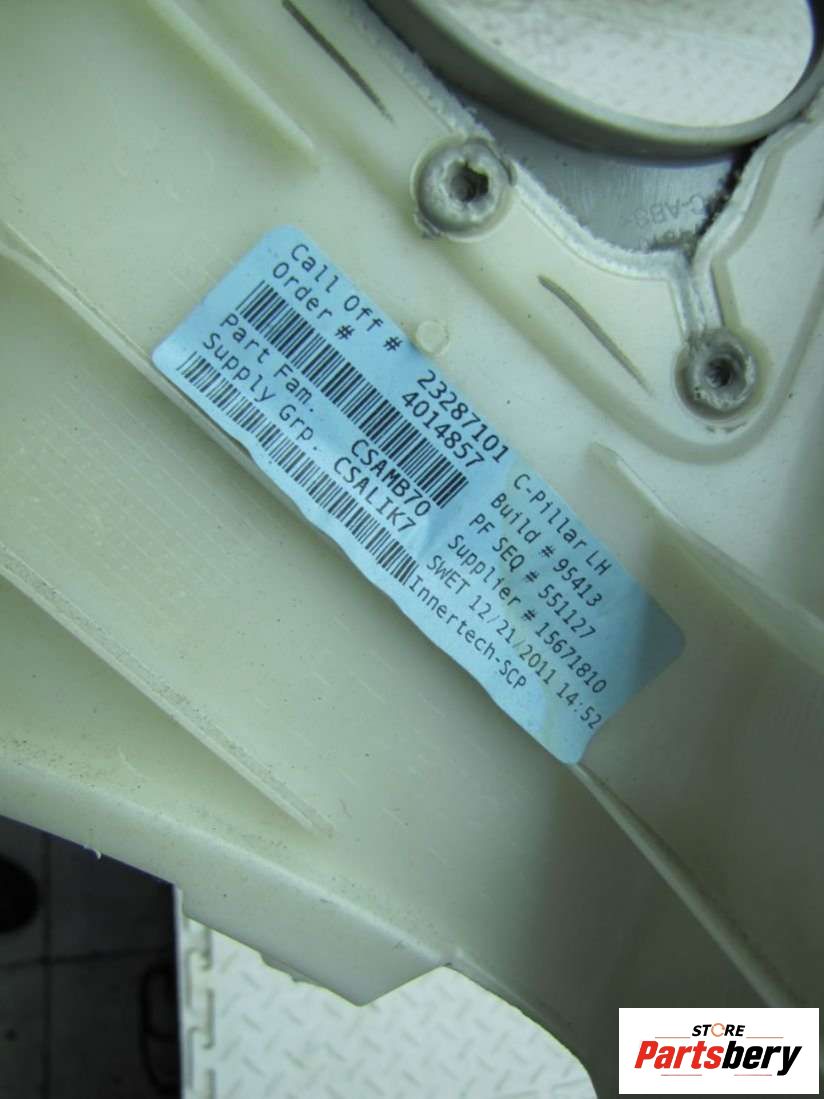 Call Off # 23287101
Order # 4014857
Part Fam. CSAMB70
Supply Grp. CSALIK7
C-Pillar LH
Build # 95413
PF SEQ # 551127
Supplier # 15671810
SWET 12/21/2011 14:52
Innertech-SCP
STORE
Partsbery